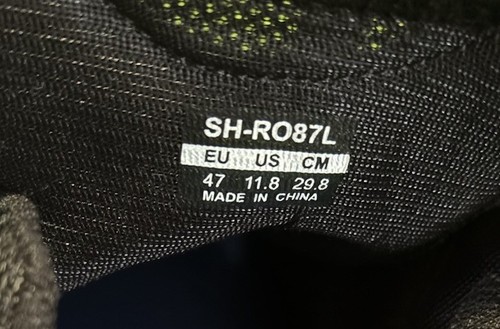 SH-RO87L
EU US CM
47 11.8 29.8
MADE IN CHINA